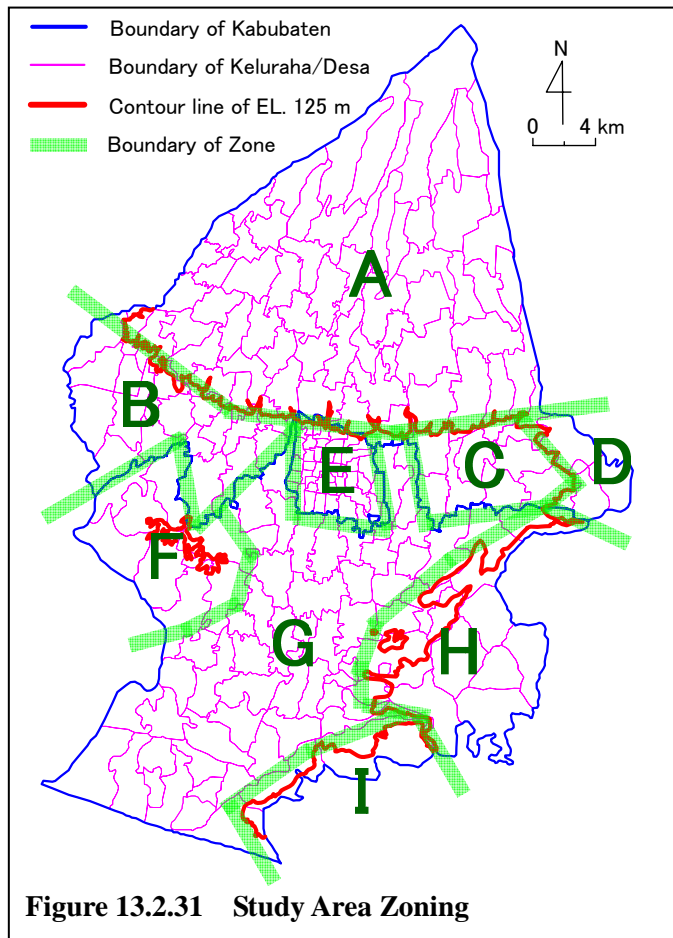 Boundary of Kabubaten
Boundary of Keluraha/Desa
Contour line of EL. 125 m
Boundary of Zone
N
0 4 km
A
B
E
C
D
F
G
H
I
Figure 13.2.31 Study Area Zoning